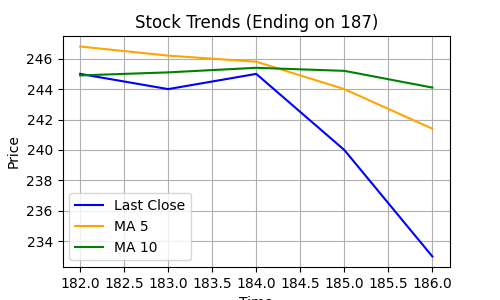 Stock Trends (Ending on 187)
Price
246
244
242
240
238
236
234
Last Close
MA 5
MA 10
182.0 182.5 183.0 183.5 184.0 184.5 185.0 185.5 186.0
Time